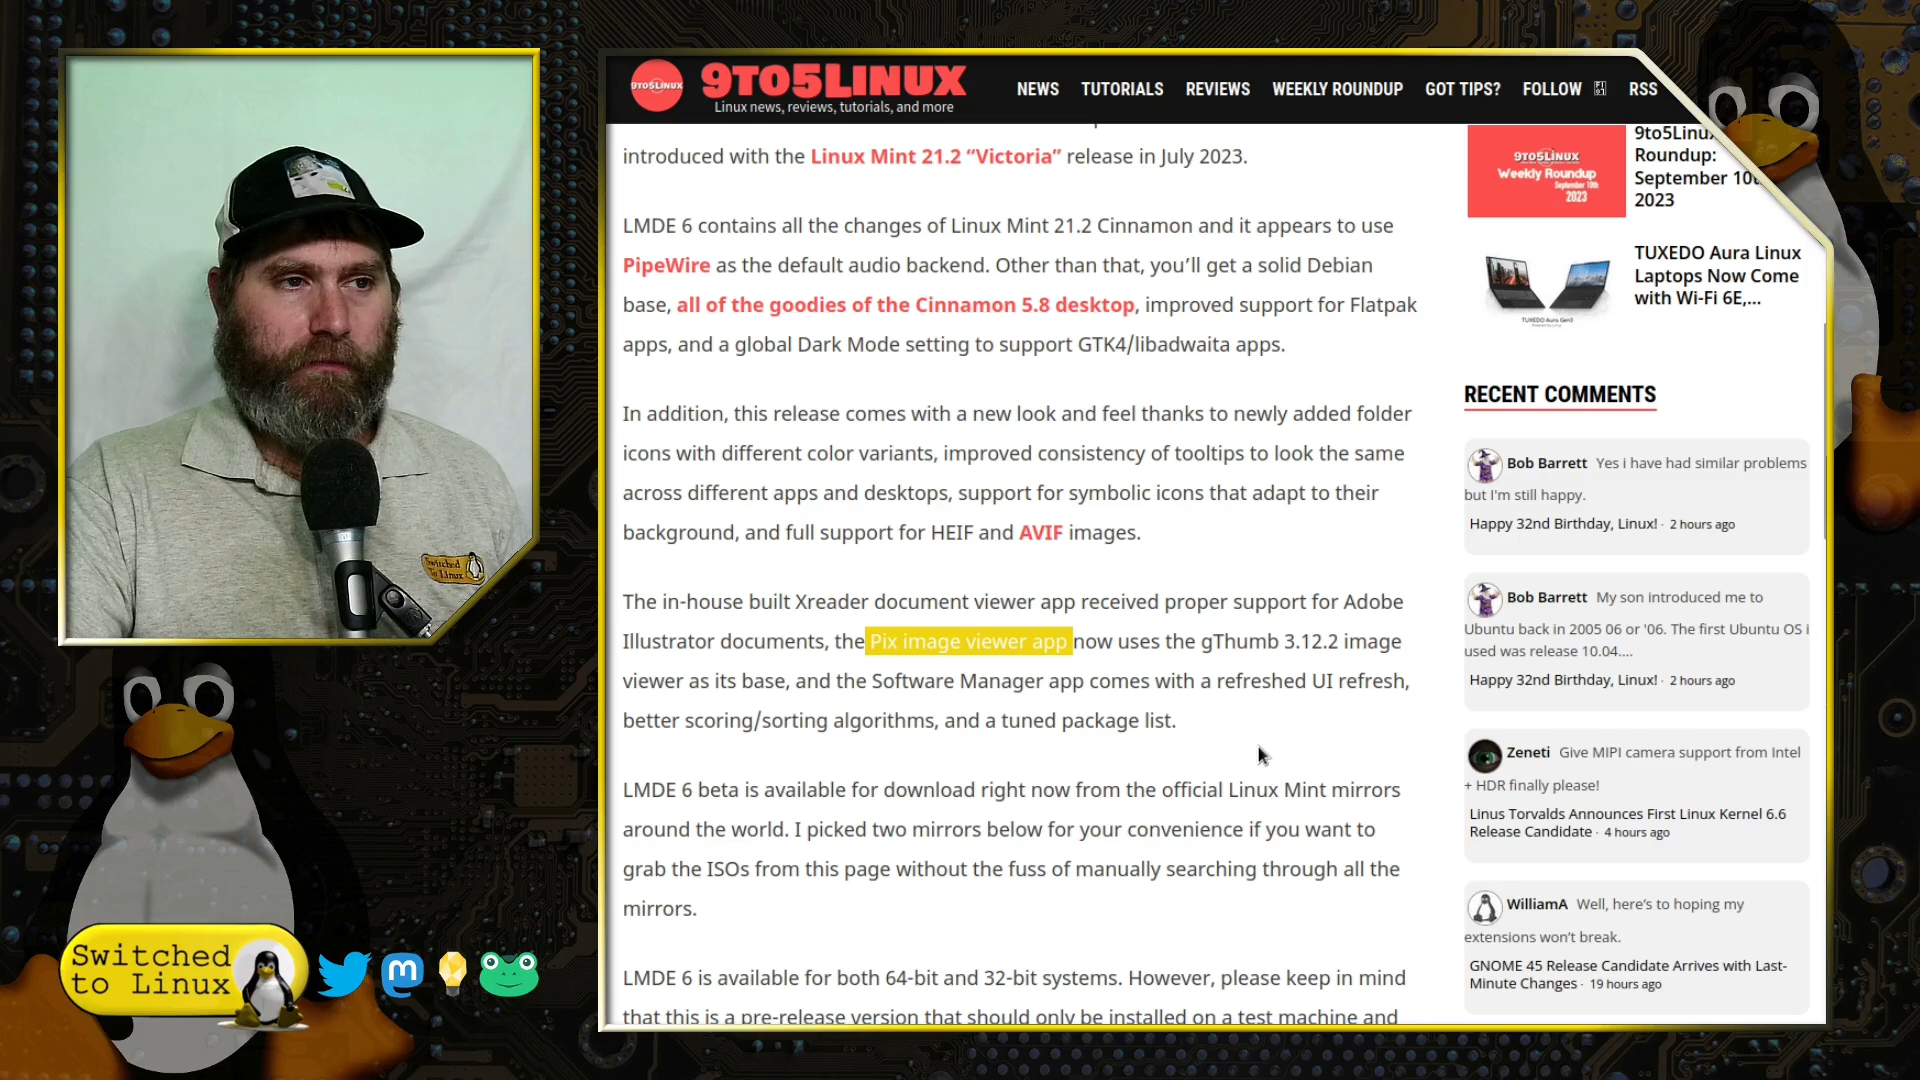 9TO5LINUX
9TO5LINUX
Linux news, reviews, tutorials, and more
NEWS TUTORIALS REVIEWS WEEKLY ROUNDUP GOT TIPS? FOLLOW RSS
introduced with the Linux Mint 21.2 “Victoria” release in July 2023.
LMDE 6 contains all the changes of Linux Mint 21.2 Cinnamon and it appears to use
PipeWire as the default audio backend. Other than that, you’ll get a solid Debian
base, all of the goodies of the Cinnamon 5.8 desktop, improved support for Flatpak
apps, and a global Dark Mode setting to support GTK4/libadwaita apps.
In addition, this release comes with a new look and feel thanks to newly added folder
icons with different color variants, improved consistency of tooltips to look the same
across different apps and desktops, support for symbolic icons that adapt to their
background, and full support for HEIF and AVIF images.
The in-house built Xreader document viewer app received proper support for Adobe
Illustrator documents, the Pix image viewer app now uses the gThumb 3.12.2 image
viewer as its base, and the Software Manager app comes with a refreshed UI refresh,
better scoring/sorting algorithms, and a tuned package list.
LMDE 6 beta is available for download right now from the official Linux Mint mirrors
around the world. I picked two mirrors below for your convenience if you want to
grab the ISOs from this page without the fuss of manually searching through all the
mirrors.
LMDE 6 is available for both 64-bit and 32-bit systems. However, please keep in mind
that this is a pre-release version that should only be installed on a test machine and
9TO5LINUX
Weekly Roundup
September 10th
2023
9to5Linux
Roundup:
September 10t
2023
TUXEDO Aura Gen3
TUXEDO Aura Linux
Laptops Now Come
with Wi-Fi 6E,...
RECENT COMMENTS
Bob Barrett Yes i have had similar problems
but I'm still happy.
Happy 32nd Birthday, Linux! · 2 hours ago
Bob Barrett My son introduced me to
Ubuntu back in 2005 06 or '06. The first Ubuntu OS i
used was release 10.04....
Happy 32nd Birthday, Linux! · 2 hours ago
Zeneti Give MIPI camera support from Intel
+ HDR finally please!
Linus Torvalds Announces First Linux Kernel 6.6
Release Candidate · 4 hours ago
WilliamA Well, here’s to hoping my
extensions won’t break.
GNOME 45 Release Candidate Arrives with Last-
Minute Changes · 19 hours ago
Switched
To Linux
Switched
to Linux